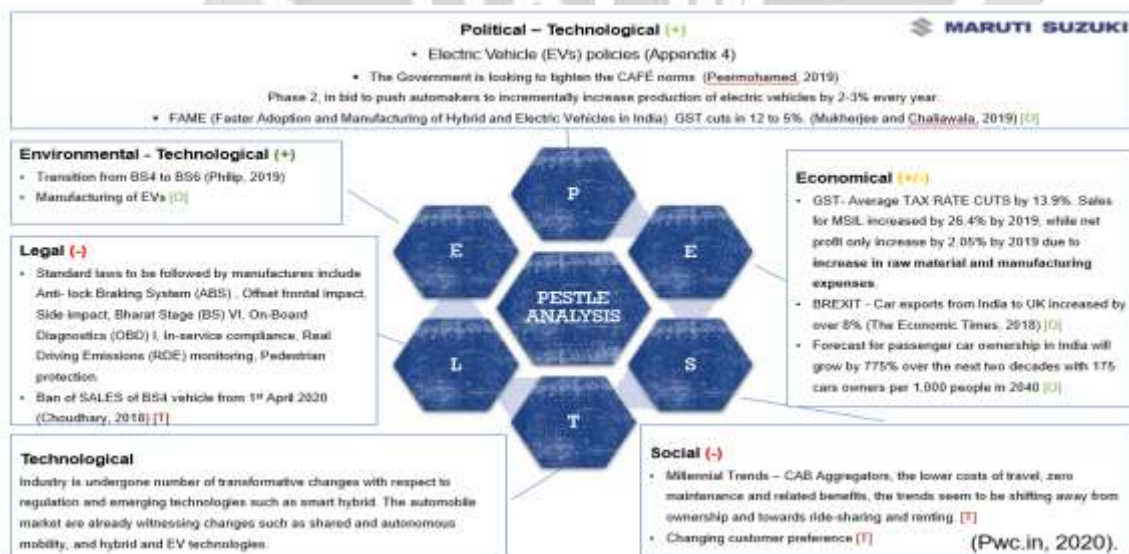 Political – Technological (+)
MARUTI SUZUKI
• Electric Vehicle (EVs) policies (Appendix 4)
• The Government is looking to tighten the CAFÉ norms (Peermohamed, 2019)
Phase 2, in bid to push automakers to incrementally increase production of electric vehicles by 2-3% every year.
• FAME (Faster Adoption and Manufacturing of Hybrid and Electric Vehicles in India) GST cuts in 12 to 5%. (Mukherjee and Challawala, 2019) [O]
Environmental - Technological (+)
• Transition from BS4 to BS6 (Philip, 2019)
• Manufacturing of EVs [O]
Legal (-)
• Standard laws to be followed by manufactures include
Anti- lock Braking System (ABS) , Offset frontal impact,
Side impact, Bharat Stage (BS) VI, On-Board
Diagnostics (OBD) I, In-service compliance, Real
Driving Emissions (RDE) monitoring, Pedestrian
protection.
• Ban of SALES of BS4 vehicle from 1st April 2020
(Choudhary, 2018) [T]
Technological
Industry is undergone number of transformative changes with respect to
regulation and emerging technologies such as smart hybrid. The automobile
market are already witnessing changes such as shared and autonomous
mobility, and hybrid and EV technologies.
P
E
E
PESTLE
ANALYSIS
L
S
T
Economical (+/-)
• GST- Average TAX RATE CUTS by 13.9%. Sales
for MSIL increased by 26.4% by 2019, while net
profit only increase by 2.05% by 2019 due to
increase in raw material and manufacturing
expenses.
• BREXIT - Car exports from India to UK increased by
over 8% (The Economic Times, 2018) [O]
• Forecast for passenger car ownership in India will
grow by 775% over the next two decades with 175
cars owners per 1,000 people in 2040 [O]
Social (-)
• Millennial Trends – CAB Aggregators, the lower costs of travel, zero
maintenance and related benefits, the trends seem to be shifting away from
ownership and towards ride-sharing and renting. [T]
• Changing customer preference [T]
(Pwc.in, 2020).